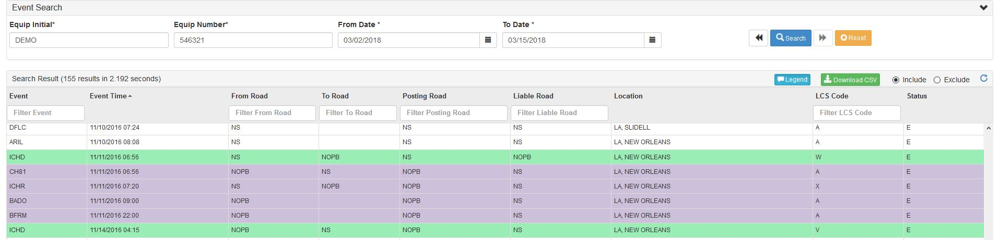 Event Search
Equip Initial* Equip Number* From Date * To Date *
DEMO 546321 03/02/2018 03/15/2018 Search Reset
Search Result (155 results in 2.192 seconds) Legend Download CSV Include Exclude
Event Event Time From Road To Road Posting Road Liable Road Location LCS Code Status
Filter Event Filter From Road Filter To Road Filter Posting Road Filter Liable Road Filter LCS Code
DFLC 11/10/2016 07:24 NS NS NS LA, SLIDELL A E
ARIL 11/10/2016 08:08 NS NS NS LA, NEW ORLEANS A E
ICHD 11/11/2016 06:56 NS NOPB NS NOPB LA, NEW ORLEANS W E
CH81 11/11/2016 06:56 NOPB NS NOPB NS LA, NEW ORLEANS A E
ICHR 11/11/2016 07:20 NS NOPB NOPB NS LA, NEW ORLEANS X E
BADO 11/11/2016 09:00 NOPB NOPB NS LA, NEW ORLEANS A E
BFRM 11/11/2016 22:00 NOPB NOPB NS LA, NEW ORLEANS A E
ICHD 11/14/2016 04:15 NOPB NS NOPB NS LA, NEW ORLEANS V E